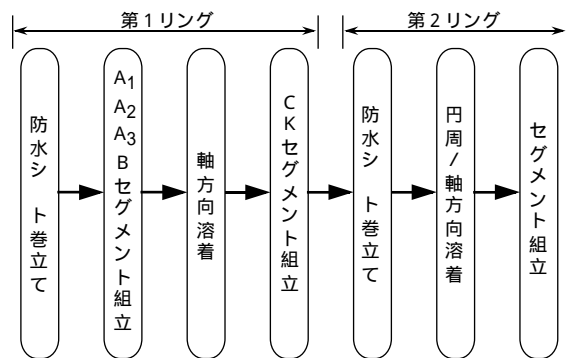 第1リング
第2リング
防水シ ト巻立て
A1 A2 A3 Bセグメント組立
軸方向溶着
CKセグメント組立
防水シ ト巻立て
円周/軸方向溶着
セグメント組立